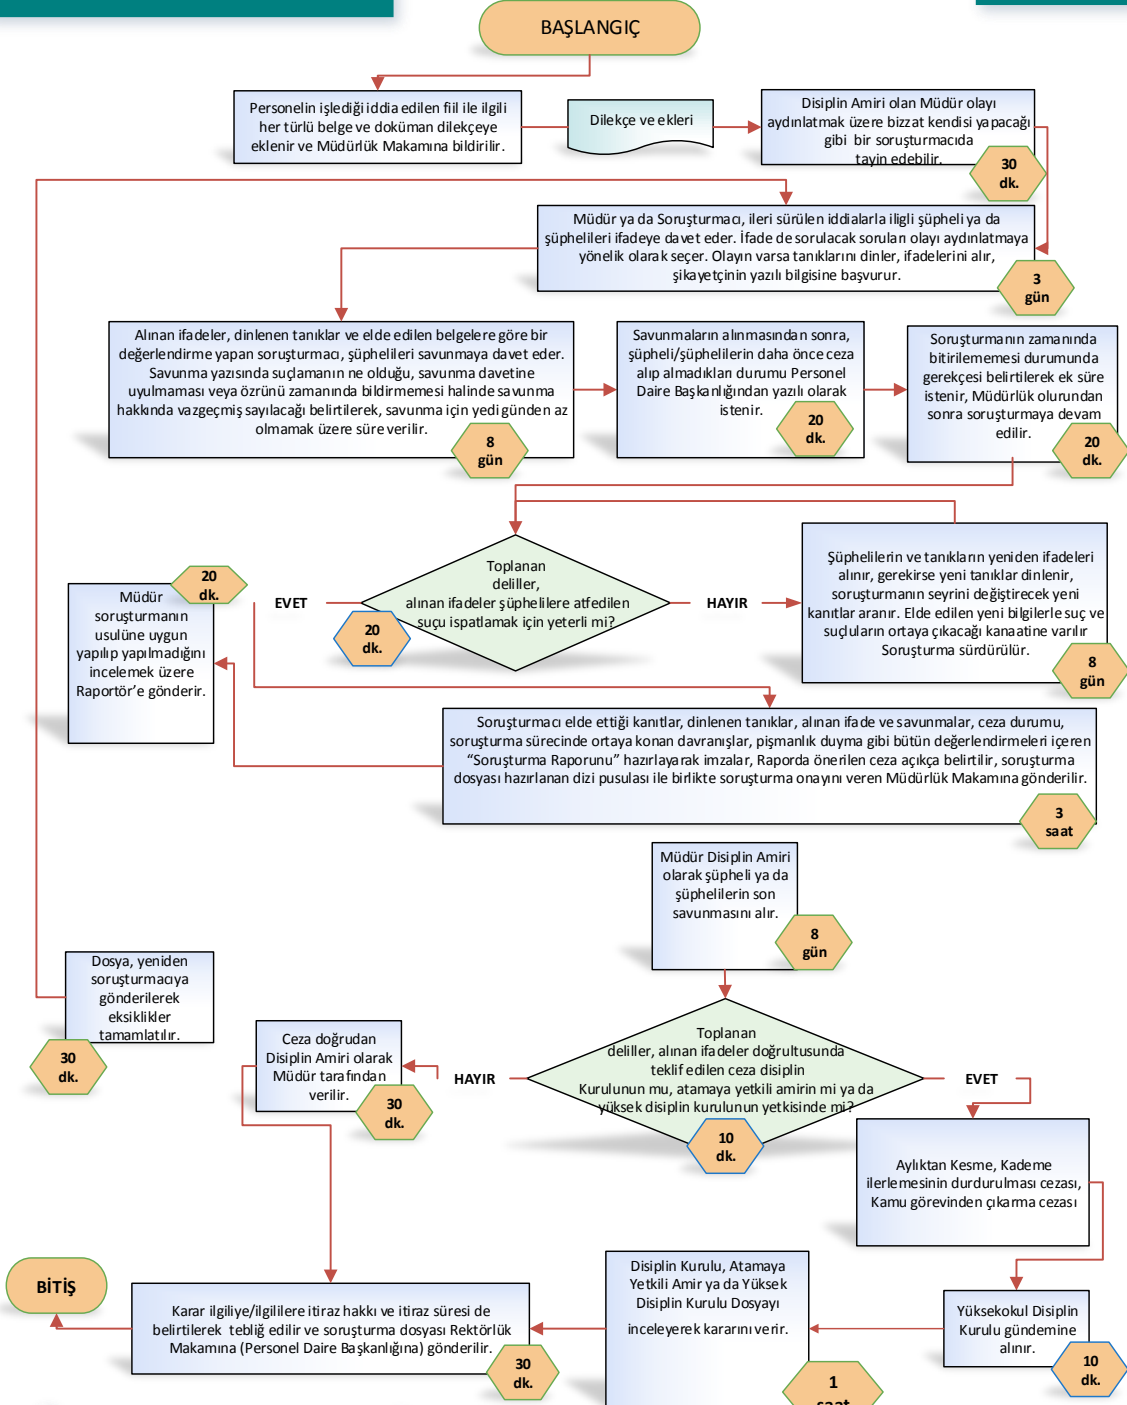 BAŞLANGIÇ
Personelin işlediği iddia edilen fiil ile ilgili
her türlü belge ve doküman dilekçeye
eklenir ve Müdürlük Makamına bildirilir.
Dilekçe ve ekleri
Disiplin Amiri olan Müdür olayı
aydınlatmak üzere bizzat kendisi yapacağı
gibi bir soruşturmacıda
tayin edebilir.
30
dk.
Müdür ya da Soruşturmacı, ileri sürülen iddialarla iligli şüpheli ya da
şüphelileri ifadeye davet eder. İfade de sorulacak soruları olayı aydınlatmaya
yönelik olarak seçer. Olayın varsa tanıklarını dinler, ifadelerini alır,
şikayetçinin yazılı bilgisine başvurur.
3
gün
Alınan ifadeler, dinlenen tanıklar ve elde edilen belgelere göre bir
değerlendirme yapan soruşturmacı, şüphelileri savunmaya davet eder.
Savunma yazısında suçlamanın ne olduğu, savunma davetine
uyulmaması veya özrünü zamanında bildirmemesi halinde savunma
hakkında vazgeçmiş sayılacağı belirtilerek, savunma için yedi günden az
olmamak üzere süre verilir.
8
gün
Savunmaların alınmasından sonra,
şüpheli/şüphelilerin daha önce ceza
alıp almadıkları durumu Personel
Daire Başkanlığından yazılı olarak
istenir.
20
dk.
Soruşturmanın zamanında
bitirilememesi durumunda
gerekçesi belirtilerek ek süre
istenir, Müdürlük olurundan
sonra soruşturmaya devam
edilir.
20
dk.
Toplanan
deliller,
alınan ifadeler şüphelilere atfedilen
suçu ispatlamak için yeterli mi?
20
dk.
EVET
HAYIR
Şüphelilerin ve tanıkların yeniden ifadeleri
alınır, gerekirse yeni tanıklar dinlenir,
soruşturmanın seyrini değiştirecek yeni
kanıtlar aranır. Elde edilen yeni bilgilerle suç ve
suçluların ortaya çıkacağı kanaatine varılır
Soruşturma sürdürülür.
8
gün
20
dk.
Müdür
soruşturmanın
usulüne uygun
yapılıp yapılmadığını
incelemek üzere
Raportör’e gönderir.
Soruşturmacı elde ettiği kanıtlar, dinlenen tanıklar, alınan ifade ve savunmalar, ceza durumu,
soruşturma sürecinde ortaya konan davranışlar, pişmanlık duyma gibi bütün değerlendirmeleri içeren
“Soruşturma Raporunu” hazırlayarak imzalar, Raporda önerilen ceza açıkça belirtilir, soruşturma
dosyası hazırlanan dizi pusulası ile birlikte soruşturma onayını veren Müdürlük Makamına gönderilir.
3
saat
Müdür Disiplin Amiri
olarak şüpheli ya da
şüphelilerin son
savunmasını alır.
8
gün
Dosya, yeniden
soruşturmacıya
gönderilerek
eksiklikler
tamamlatılır.
30
dk.
Ceza doğrudan
Disiplin Amiri olarak
Müdür tarafından
verilir.
30
dk.
HAYIR
Toplanan
deliller, alınan ifadeler doğrultusunda
teklif edilen ceza disiplin
Kurulunun mu, atamaya yetkili amirin mi ya da
yüksek disiplin kurulunun yetkisinde mi?
10
dk.
EVET
Aylıktan Kesme, Kademe
ilerlemesinin durdurulması cezası,
Kamu görevinden çıkarma cezası
BİTİŞ
Karar ilgiliye/ilgililere itiraz hakkı ve itiraz süresi de
belirtilerek tebliğ edilir ve soruşturma dosyası Rektörlük
Makamına (Personel Daire Başkanlığına) gönderilir.
30
dk.
Disiplin Kurulu, Atamaya
Yetkili Amir ya da Yüksek
Disiplin Kurulu Dosyayı
inceleyerek kararını verir.
1
saat
Yüksekokul Disiplin
Kurulu gündemine
alınır.
10
dk.